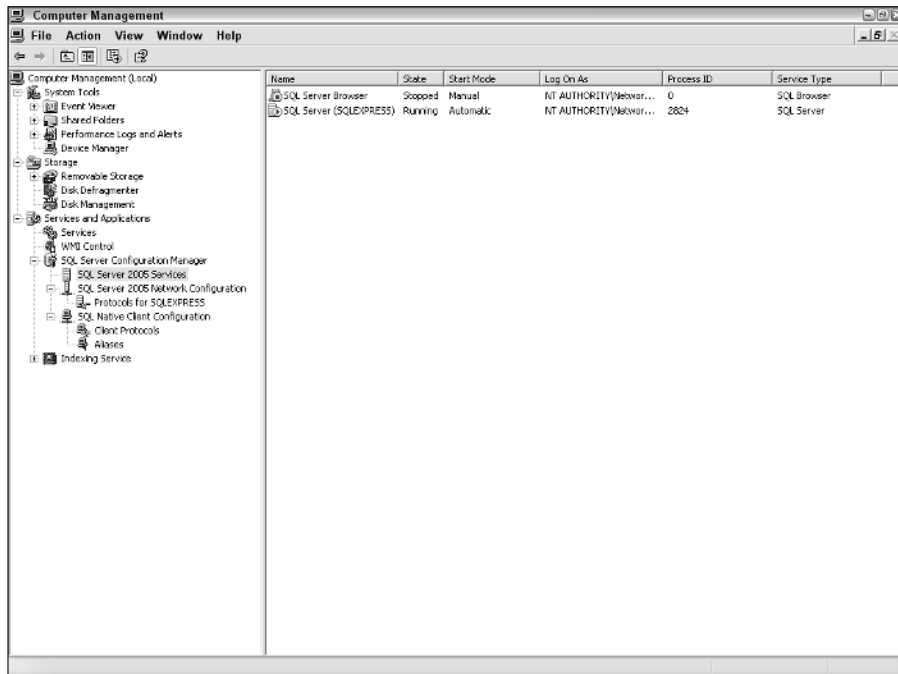 Computer Management
File Action View Window Help
Computer Management (Local)
System Tools
Event Viewer
Shared Folders
Performance Logs and Alerts
Device Manager
Storage
Removable Storage
Disk Defragmenter
Disk Management
Services and Applications
Services
WMI Control
SQL Server Configuration Manager
SQL Server 2005 Services
SQL Server 2005 Network Configuration
Protocols for SQLEXPRESS
SQL Native Client Configuration
Client Protocols
Aliases
Indexing Service
Name State Start Mode Log On As Process ID Service Type
SQL Server Browser Stopped Manual NT AUTHORITY\Networ... 0 SQL Browser
SQL Server (SQLEXPRESS) Running Automatic NT AUTHORITY\Networ... 2824 SQL Server